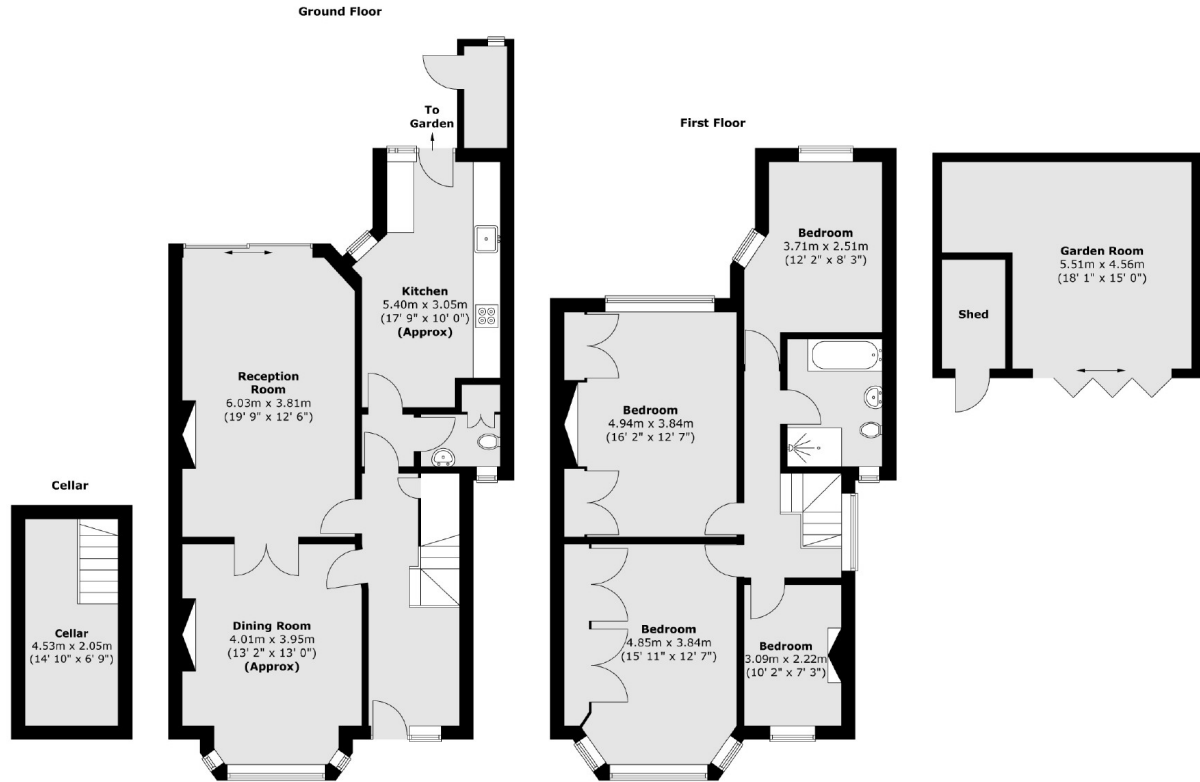 Ground Floor
To
Garden
Kitchen
5.40m x 3.05m
(17' 9" x 10' 0")
(Approx)
Reception
Room
6.03m x 3.81m
(19' 9" x 12' 6")
Dining Room
4.01m x 3.95m
(13' 2" x 13' 0")
(Approx)
Cellar
Cellar
4.53m x 2.05m
(14' 10" x 6' 9")
First Floor
Bedroom
3.71m x 2.51m
(12' 2" x 8' 3")
Bedroom
4.94m x 3.84m
(16' 2" x 12' 7")
Bedroom
4.85m x 3.84m
(15' 11" x 12' 7")
Bedroom
3.09m x 2.22m
(10' 2" x 7' 3")
Garden Room
5.51m x 4.56m
(18' 1" x 15' 0")
Shed